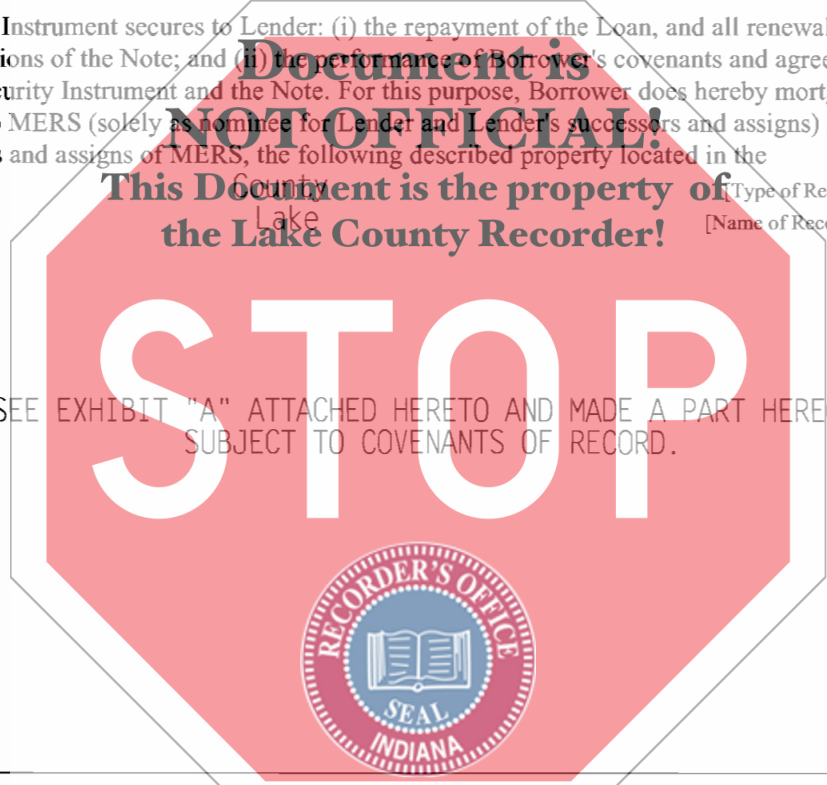 Instrument secures to Lender: (i) the repayment of the Loan, and all renewal
ions of the Note; and (ii) the performance of Borrower's covenants and agree
urity Instrument and the Note. For this purpose, Borrower does hereby mort
MERS (solely as nominee for Lender and Lender's successors and assigns)
and assigns of MERS, the following described property located in the
County [Type of Re
Lake [Name of Reco
Document is
NOT OFFICIAL!
This Document is the property of
the Lake County Recorder!
STOP
SEE EXHIBIT "A" ATTACHED HERETO AND MADE A PART HERE
SUBJECT TO COVENANTS OF RECORD.
RECORDER'S OFFICE
SEAL
INDIANA